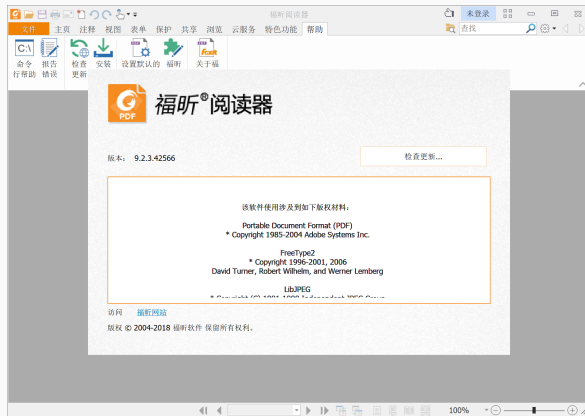 福昕阅读器
未登录
文件 主页 注释 视图 表单 保护 共享 浏览 云服务 特色功能 帮助
查找
C:\
命令行帮助
报告错误
检查更新
安装
设置默认的
福昕
关于福
PDF
福昕®阅读器
版本: 9.2.3.42566
检查更新...
该软件使用涉及到如下版权材料:
Portable Document Format (PDF)
* Copyright 1985-2004 Adobe Systems Inc.
FreeType2
* Copyright 1996-2001, 2006
David Turner, Robert Wilhelm, and Werner Lemberg
LibJPEG
* Copyright (C) 1991-1998 Independent JPEG Group
访问 福昕网站
版权 © 2004-2018 福昕软件 保留所有权利。
100%